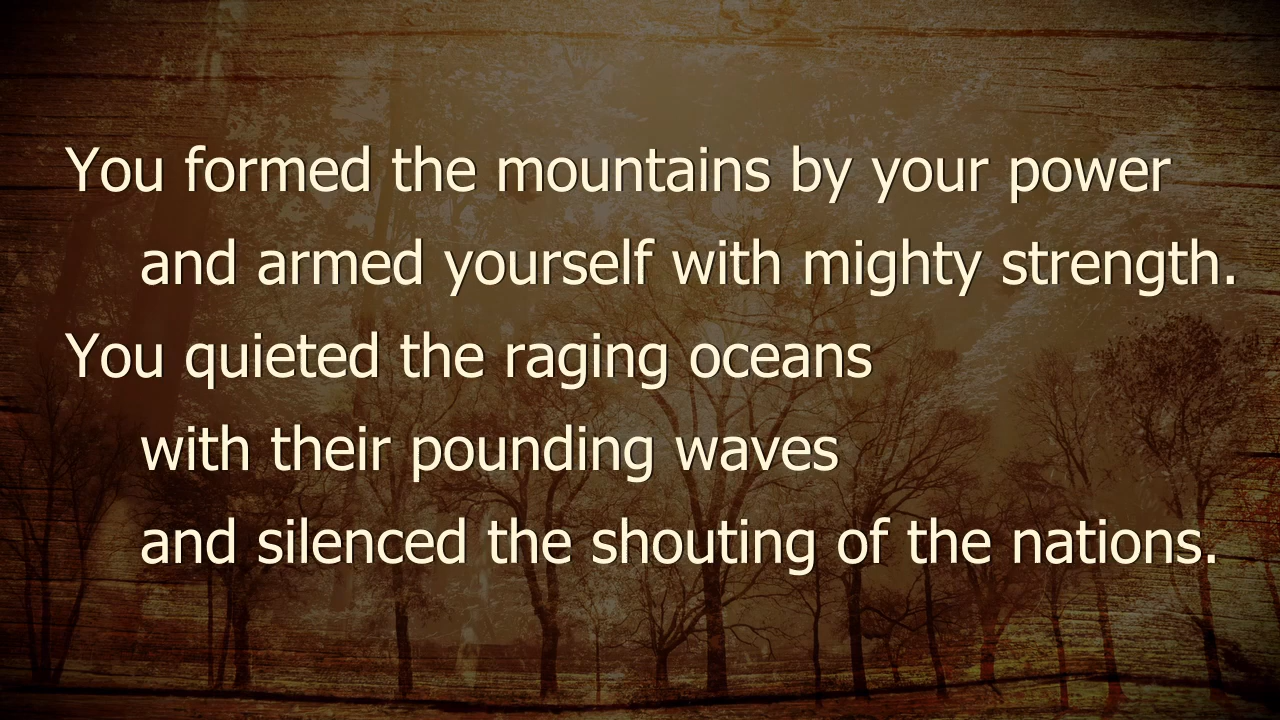 You formed the mountains by your power
and armed yourself with mighty strength.
You quieted the raging oceans
with their pounding waves
and silenced the shouting of the nations.